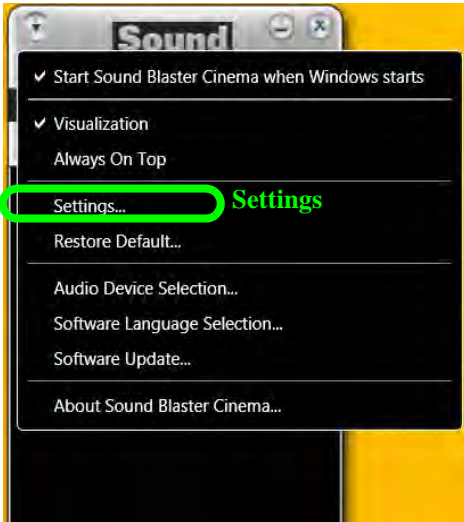 Sound
✓ Start Sound Blaster Cinema when Windows starts
✓ Visualization
Always On Top
Settings... Settings
Restore Default...
Audio Device Selection...
Software Language Selection...
Software Update...
About Sound Blaster Cinema...